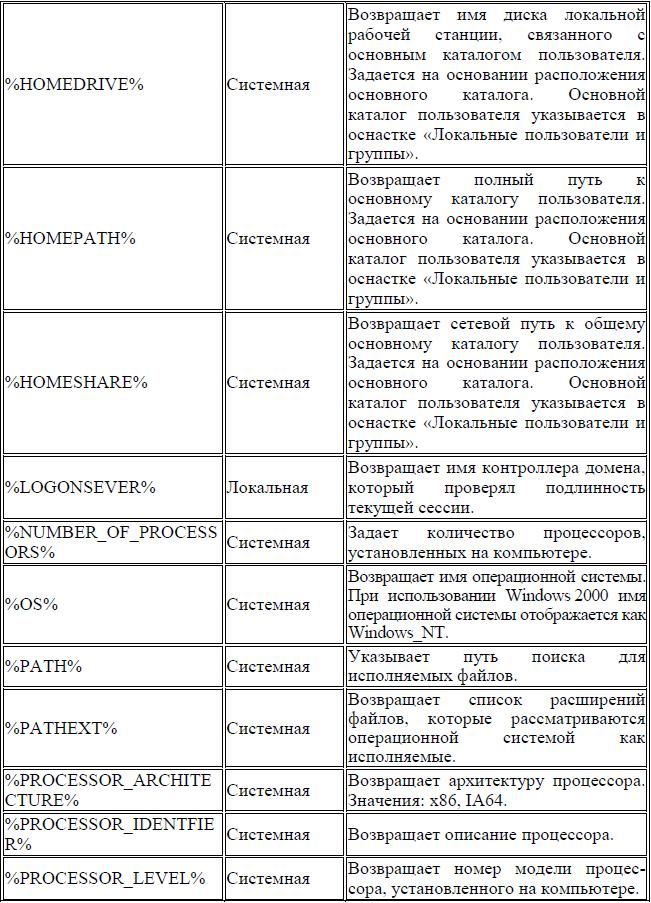 %HOMEDRIVE%
Системная
Возвращает имя диска локальной
рабочей станции, связанного с
основным каталогом пользователя.
Задается на основании расположения
основного каталога. Основной
каталог пользователя указывается в
оснастке «Локальные пользователи и
группы».
%HOMEPATH%
Системная
Возвращает полный путь к
основному каталогу пользователя.
Задается на основании расположения
основного каталога. Основной
каталог пользователя указывается в
оснастке «Локальные пользователи и
группы».
%HOMESHARE%
Системная
Возвращает сетевой путь к общему
основному каталогу пользователя.
Задается на основании расположения
основного каталога. Основной
каталог пользователя указывается в
оснастке «Локальные пользователи и
группы».
%LOGONSEVER%
Локальная
Возвращает имя контроллера домена,
который проверял подлинность
текущей сессии.
%NUMBER_OF_PROCESS
ORS%
Системная
Задает количество процессоров,
установленных на компьютере.
%OS%
Системная
Возвращает имя операционной системы.
При использовании Windows 2000 имя
операционной системы отображается как
Windows_NT.
%PATH%
Системная
Указывает путь поиска для
исполняемых файлов.
%PATHEXT%
Системная
Возвращает список расширений
файлов, которые рассматриваются
операционной системой как
исполняемые.
%PROCESSOR_ARCHITE
CTURE%
Системная
Возвращает архитектуру процессора.
Значения: x86, IA64.
%PROCESSOR_IDENTFIE
R%
Системная
Возвращает описание процессора.
%PROCESSOR_LEVEL%
Системная
Возвращает номер модели процес-
сора, установленного на компьютере.